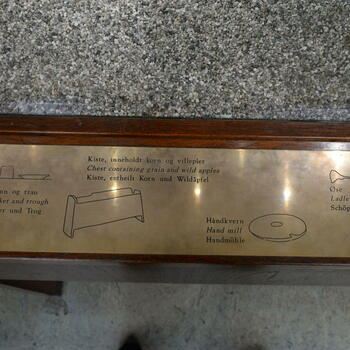 nn og trau
ket and trough
er und Trog
Kiste, inneholdt korn og villepler
Chest containing grain and wild apples
Kiste, enthielt Korn und Wildäpfel
Håndkvern
Hand mill
Handmühle
Øse
Ladle
Schöp